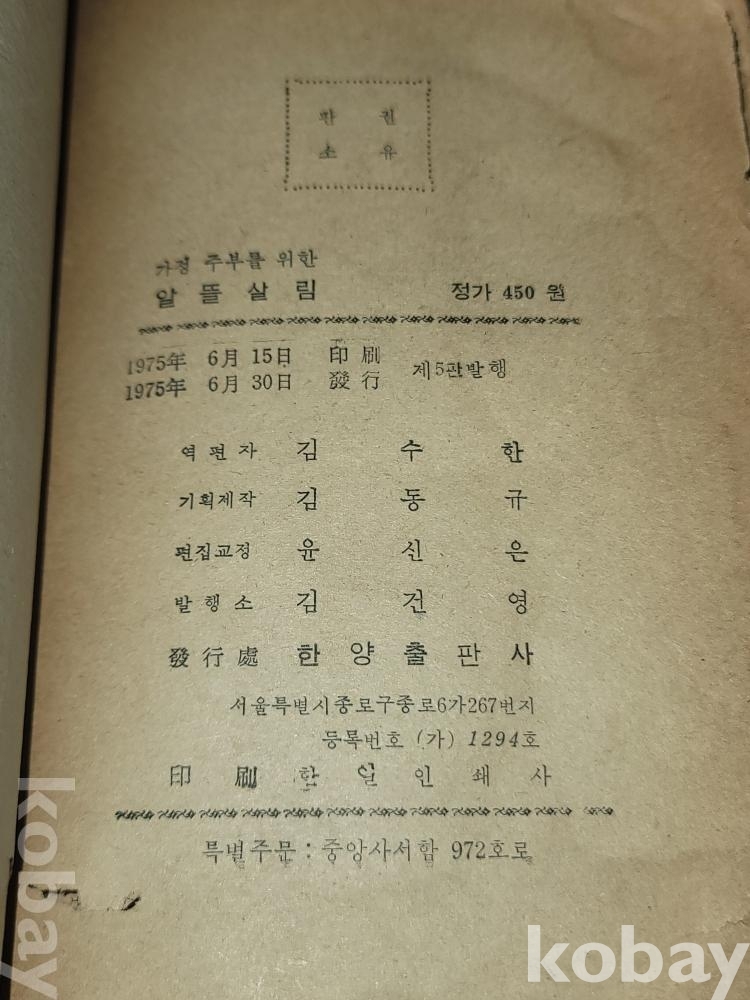 판 권
소 유
가정 주부를 위한
알뜰살림 정가 450 원
1975年 6月 15日 印刷
1975年 6月 30日 發行 제5판발행
역편자 김수한
기획제작 김동규
편집교정 윤신은
발행소 김건영
發行處 한양출판사
서울특별시종로구종로6가267번지
등록번호 (가) 1294호
印刷 한일인쇄사
특별주문 : 중앙사서함 972호로
kobay
kobay